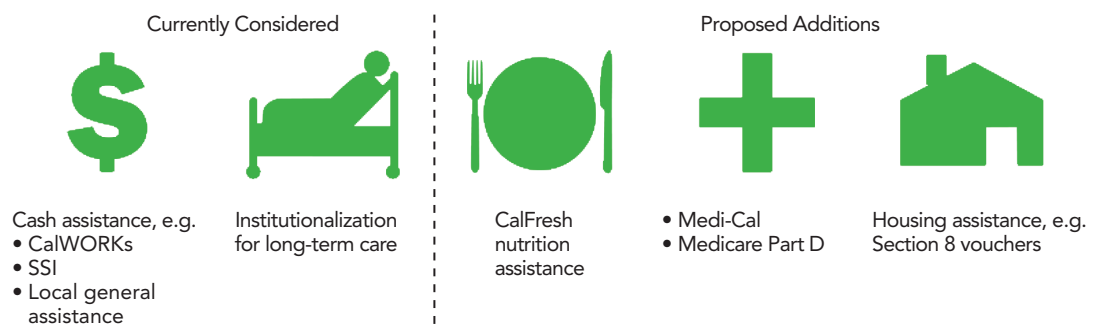 Currently Considered
Proposed Additions
Cash assistance, e.g.
• CalWORKs
• SSI
• Local general
assistance
Institutionalization
for long-term care
CalFresh
nutrition
assistance
• Medi-Cal
• Medicare Part D
Housing assistance, e.g.
Section 8 vouchers